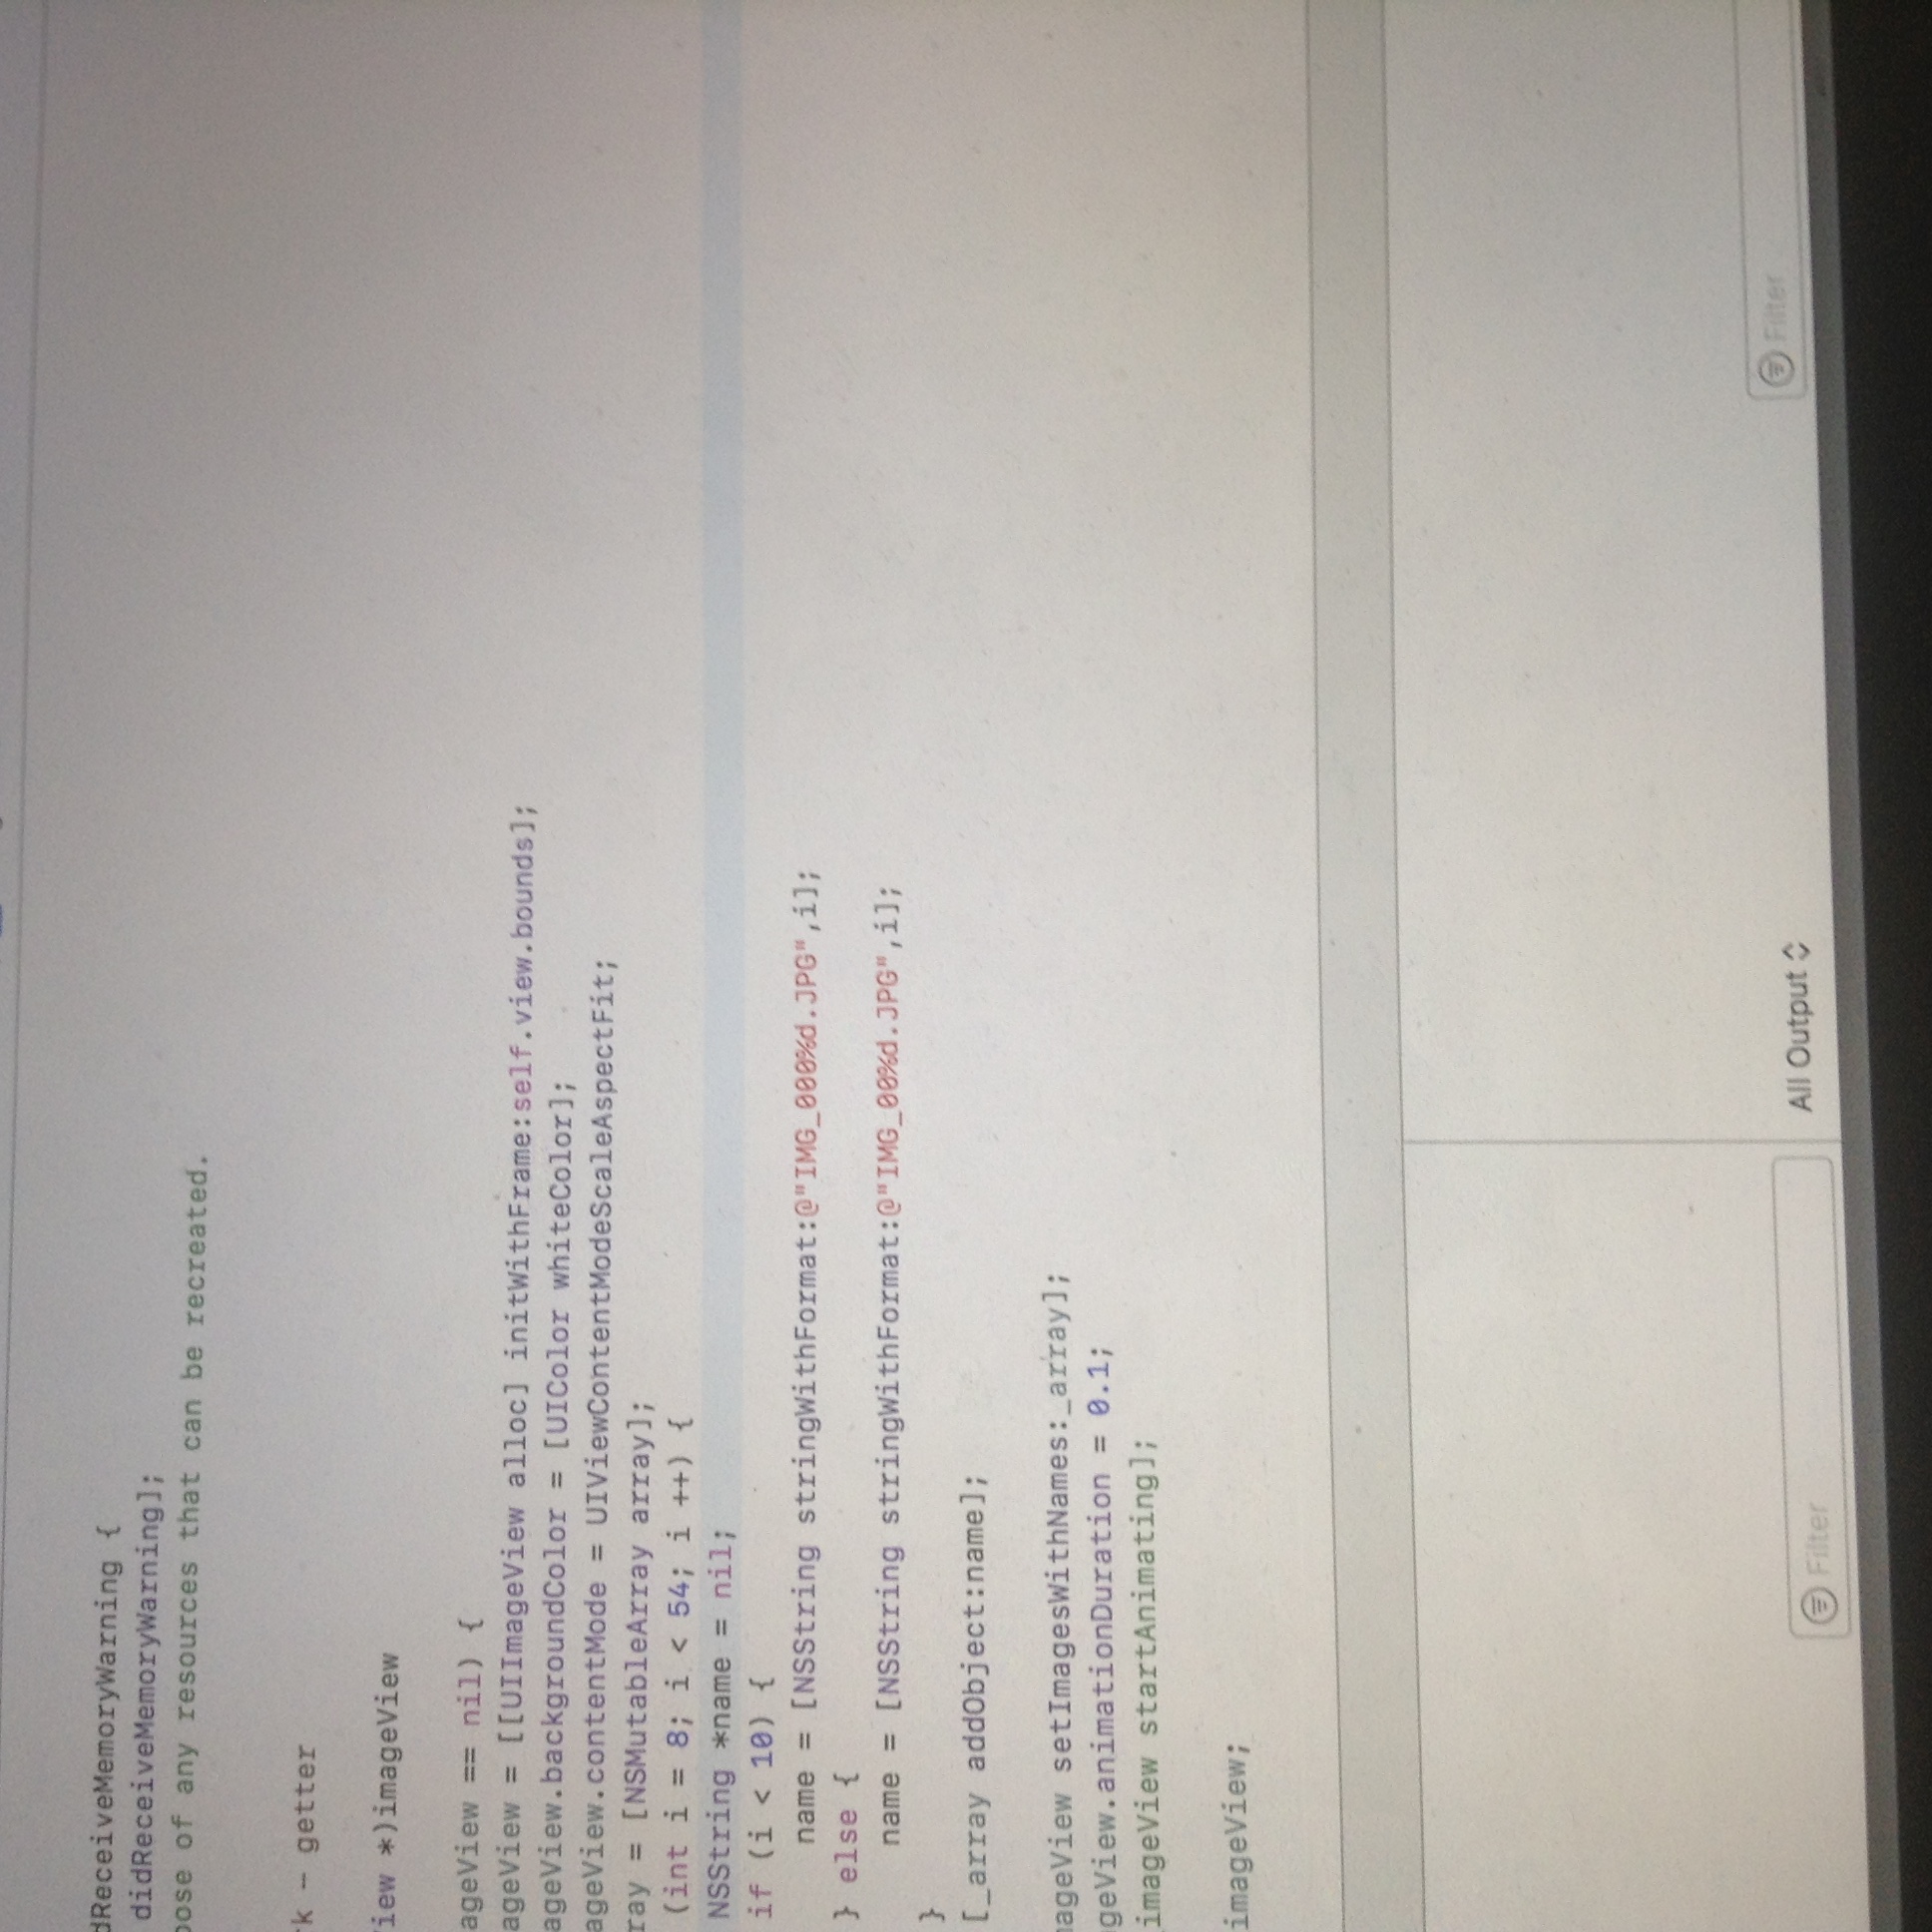 dReceiveMemoryWarning {
didReceiveMemoryWarning];
pose of any resources that can be recreated.
rk - getter
View *)imageView
ageView == nil) {
ageView = [[UIImageView alloc] initWithFrame:self.view.bounds];
ageView.backgroundColor = [UIColor whiteColor];
ageView.contentMode = UIViewContentModeScaleAspectFit;
ray = [NSMutableArray array];
(int i = 8; i < 54; i ++) {
NSString *name = nil;
if (i < 10) {
name = [NSString stringWithFormat:@"IMG_000%d.JPG",i];
} else {
name = [NSString stringWithFormat:@"IMG_00%d.JPG",i];
}
[_array addObject:name];
mageView setImagesWithNames:_array];
geView.animationDuration = 0.1;
imageView startAnimating];
imageView;
Filter
All Output
Filter